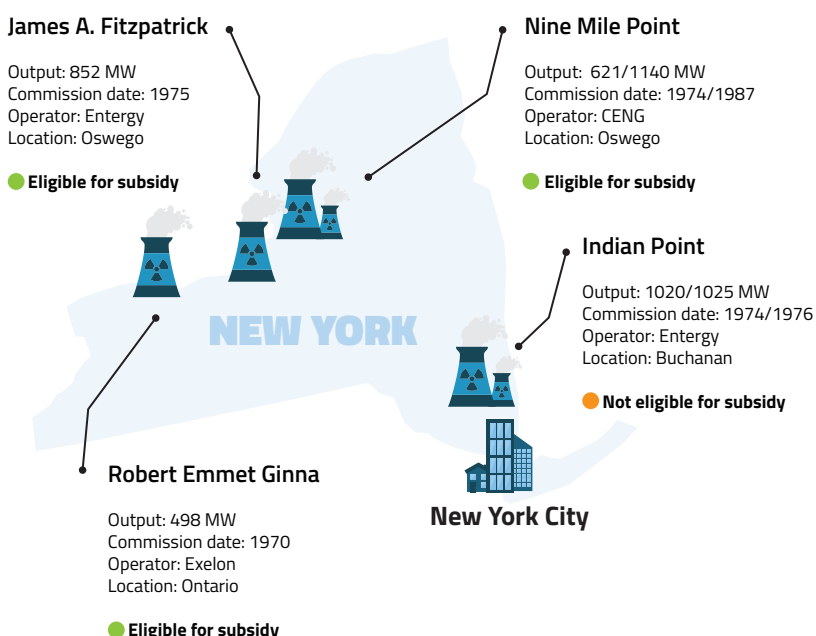 James A. Fitzpatrick
Output: 852 MW
Commission date: 1975
Operator: Entergy
Location: Oswego
Eligible for subsidy
Nine Mile Point
Output: 621/1140 MW
Commission date: 1974/1987
Operator: CENG
Location: Oswego
Eligible for subsidy
Indian Point
Output: 1020/1025 MW
Commission date: 1974/1976
Operator: Entergy
Location: Buchanan
Not eligible for subsidy
NEW YORK
Robert Emmet Ginna
Output: 498 MW
Commission date: 1970
Operator: Exelon
Location: Ontario
Eligible for subsidy
New York City